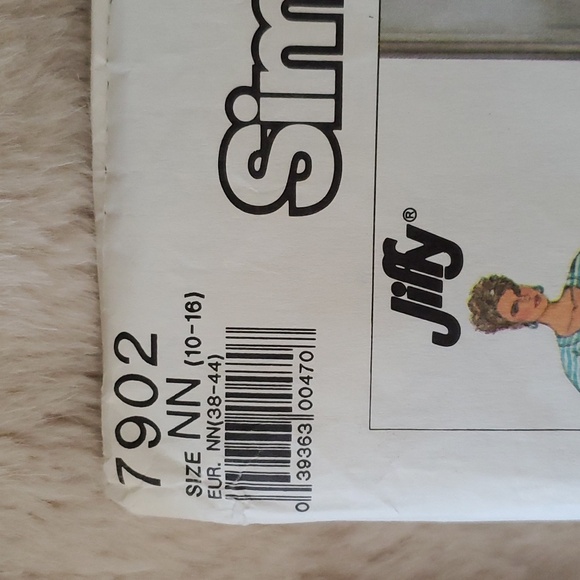 Sim
Jiffy®
7902
SIZE NN (10-16)
EUR. NN(38-44)
0 39363 00470